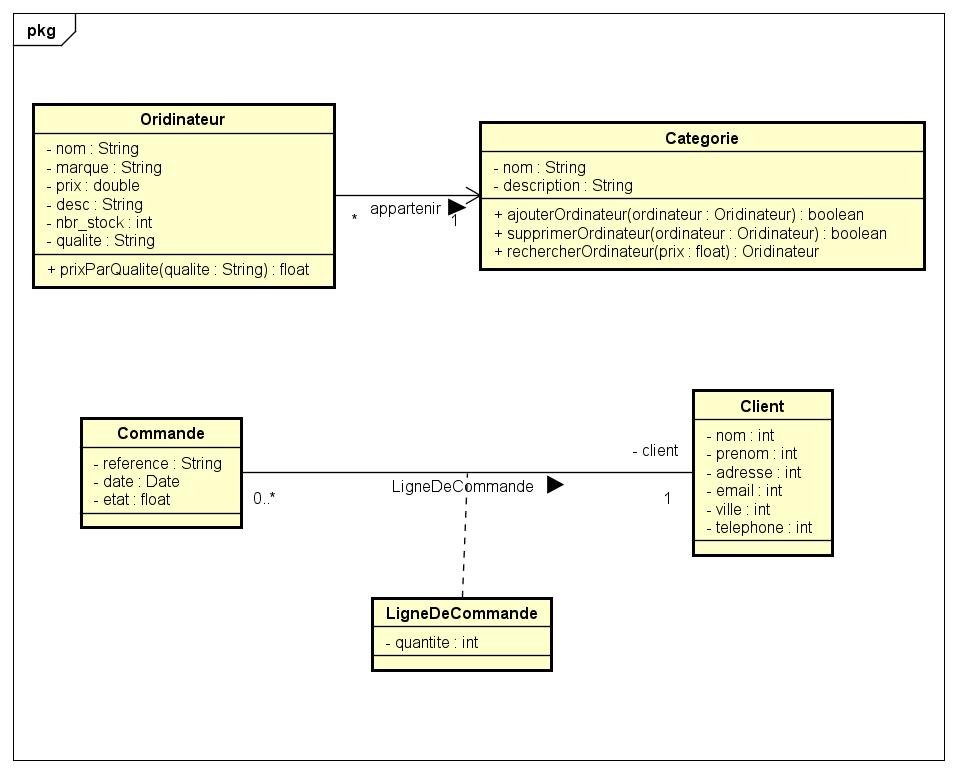 pkg
Oridinateur
- nom : String
- marque : String
- prix : double
- desc : String
- nbr_stock : int
- qualite : String
+ prixParQualite(qualite : String) : float
*
appartenir
1
Categorie
- nom : String
- description : String
+ ajouterOrdinateur(ordinateur : Oridinateur) : boolean
+ supprimerOrdinateur(ordinateur : Oridinateur) : boolean
+ rechercherOrdinateur(prix : float) : Oridinateur
Commande
- reference : String
- date : Date
- etat : float
0..*
LigneDeCommande
- client
1
Client
- nom : int
- prenom : int
- adresse : int
- email : int
- ville : int
- telephone : int
LigneDeCommande
- quantite : int